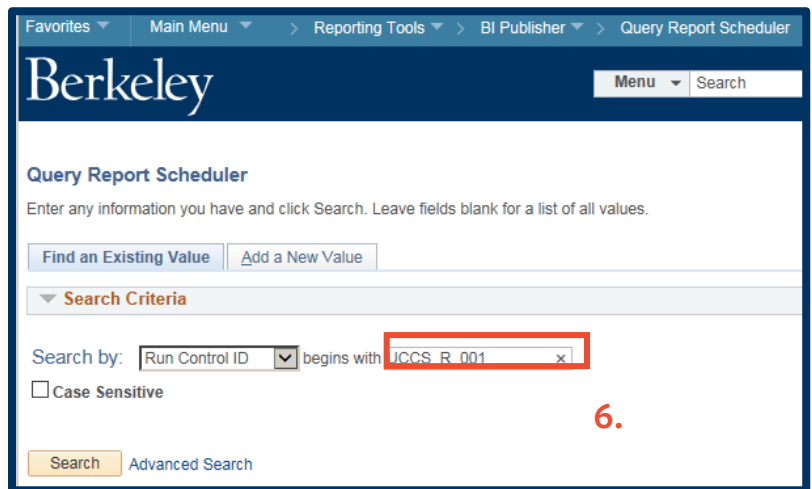 Favorites Main Menu > Reporting Tools > BI Publisher > Query Report Scheduler
Berkeley
Menu Search
Query Report Scheduler
Enter any information you have and click Search. Leave fields blank for a list of all values.
Find an Existing Value Add a New Value
Search Criteria
Search by: Run Control ID begins with UCCS_R_001 ×
Case Sensitive
6.
Search Advanced Search